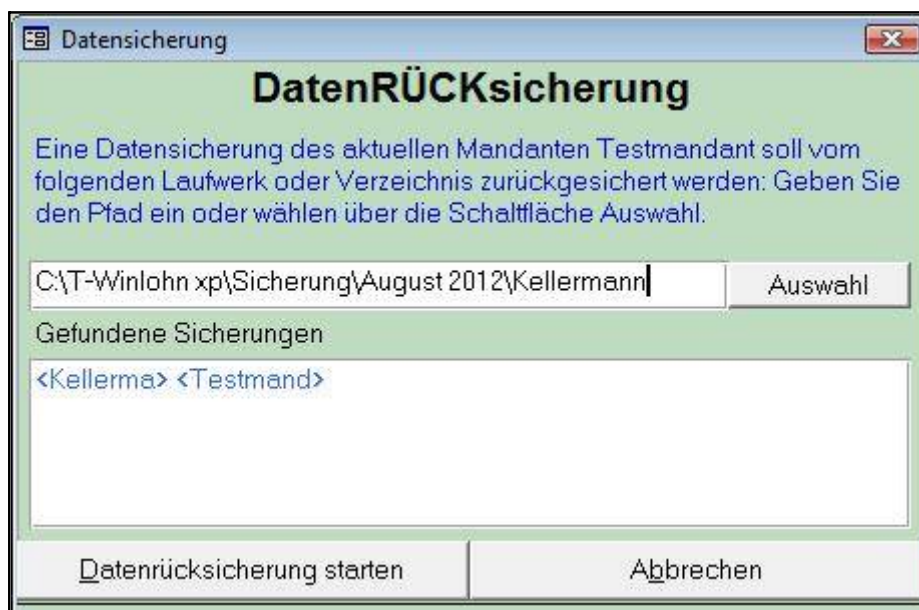 Datensicherung
DatenRÜCKsicherung
Eine Datensicherung des aktuellen Mandanten Testmandant soll vom
folgenden Laufwerk oder Verzeichnis zurückgesichert werden: Geben Sie
den Pfad ein oder wählen über die Schaltfläche Auswahl.
C:\T-Winlohn xp\Sicherung\August 2012\Kellermann
Auswahl
Gefundene Sicherungen
<Kellerma> <Testmand>
Datenrücksicherung starten
Abbrechen